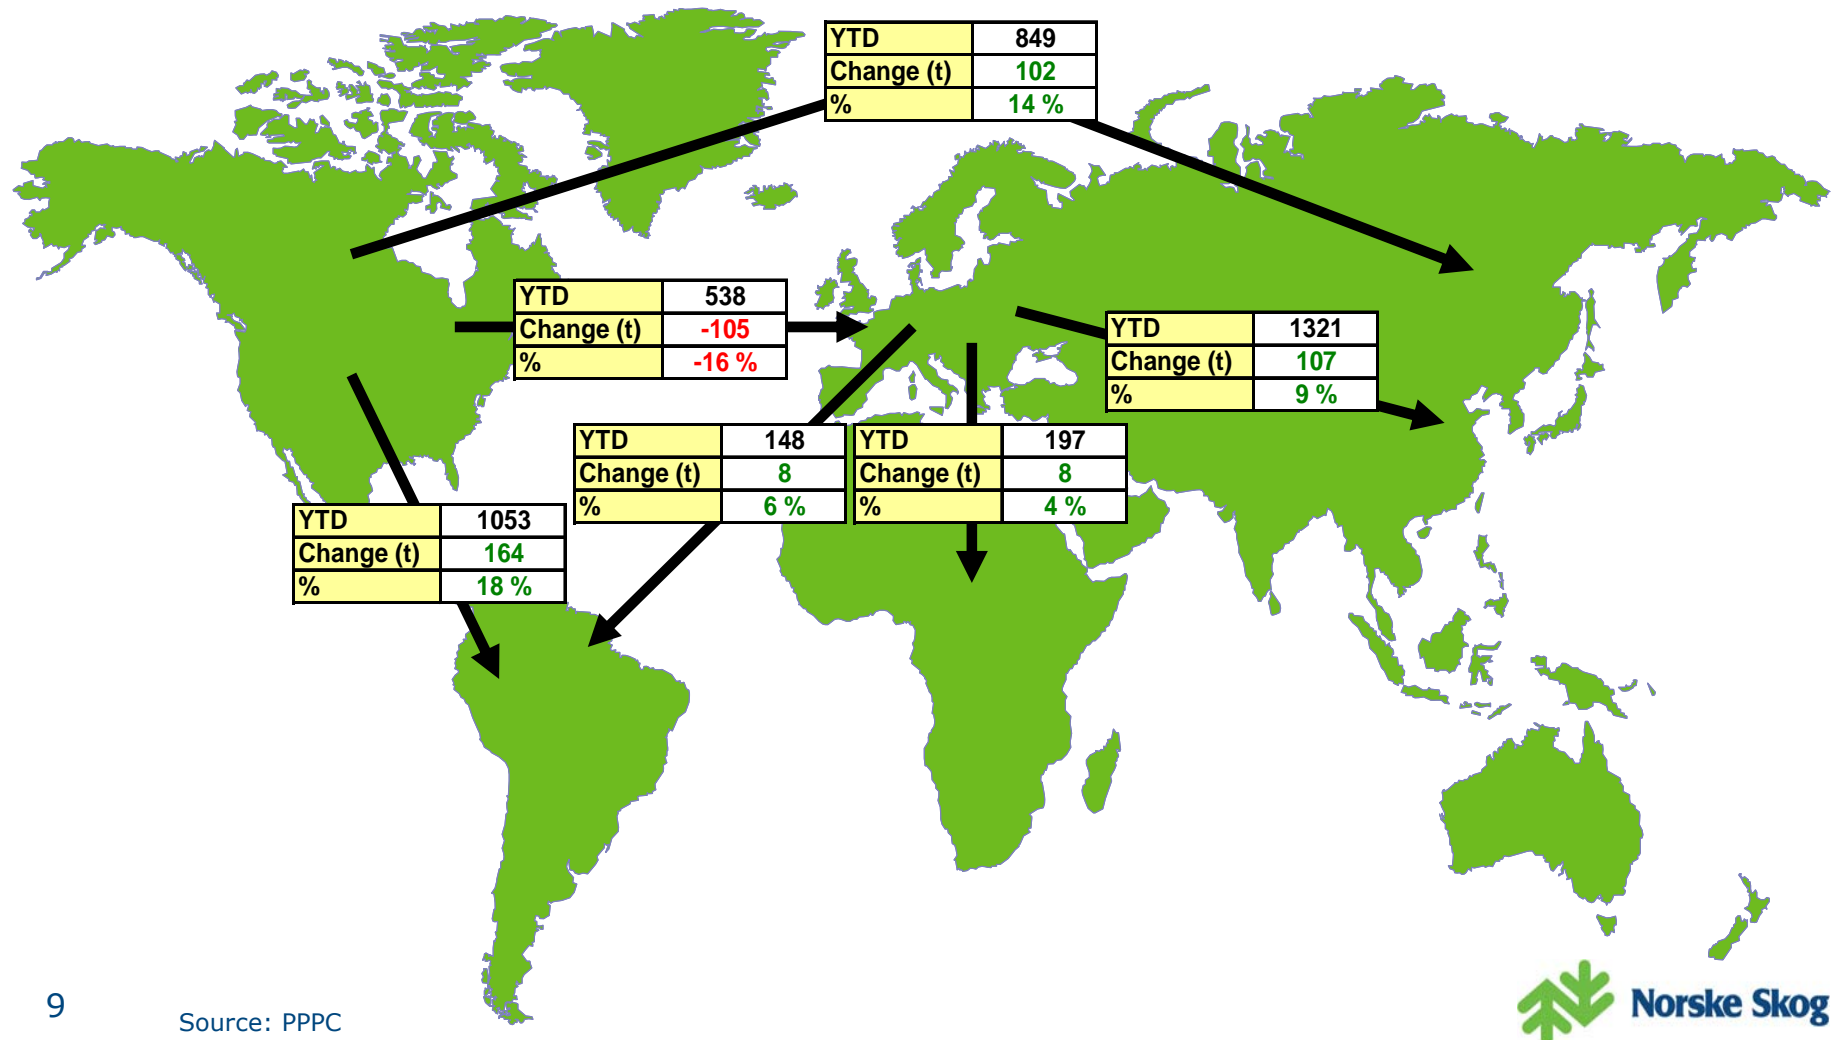 YTD 849
Change (t) 102
% 14 %
YTD 538
Change (t) -105
% -16 %
YTD 1321
Change (t) 107
% 9 %
YTD 148
Change (t) 8
% 6 %
YTD 197
Change (t) 8
% 4 %
YTD 1053
Change (t) 164
% 18 %
9
Source: PPPC
Norske Skog